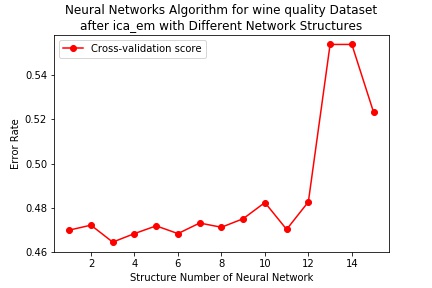 Neural Networks Algorithm for wine quality Dataset
after ica_em with Different Network Structures
Cross-validation score
Error Rate
0.54
0.52
0.50
0.48
0.46
2 4 6 8 10 12 14
Structure Number of Neural Network